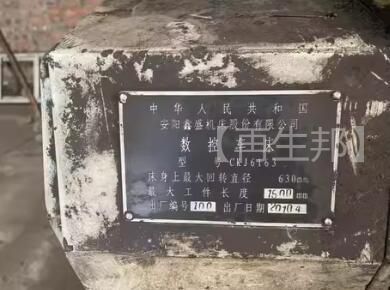 中华人民共和国
安阳鑫盛机床股份有限公司
数控车床
型 号 CKJ6163
床身上最大回转直径 630mm
最大工件长度 1500mm
出厂编号 100 出厂日期 2010.4
【再生邦】